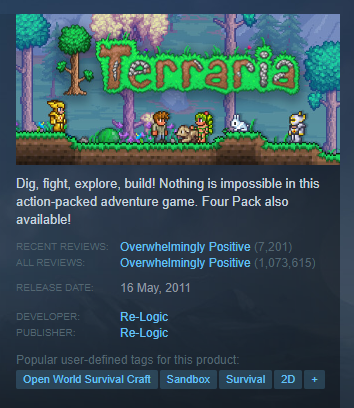 Terraria
Dig, fight, explore, build! Nothing is impossible in this
action-packed adventure game. Four Pack also
available!
RECENT REVIEWS: Overwhelmingly Positive (7,201)
ALL REVIEWS: Overwhelmingly Positive (1,073,615)
RELEASE DATE: 16 May, 2011
DEVELOPER: Re-Logic
PUBLISHER: Re-Logic
Popular user-defined tags for this product:
Open World Survival Craft Sandbox Survival 2D +